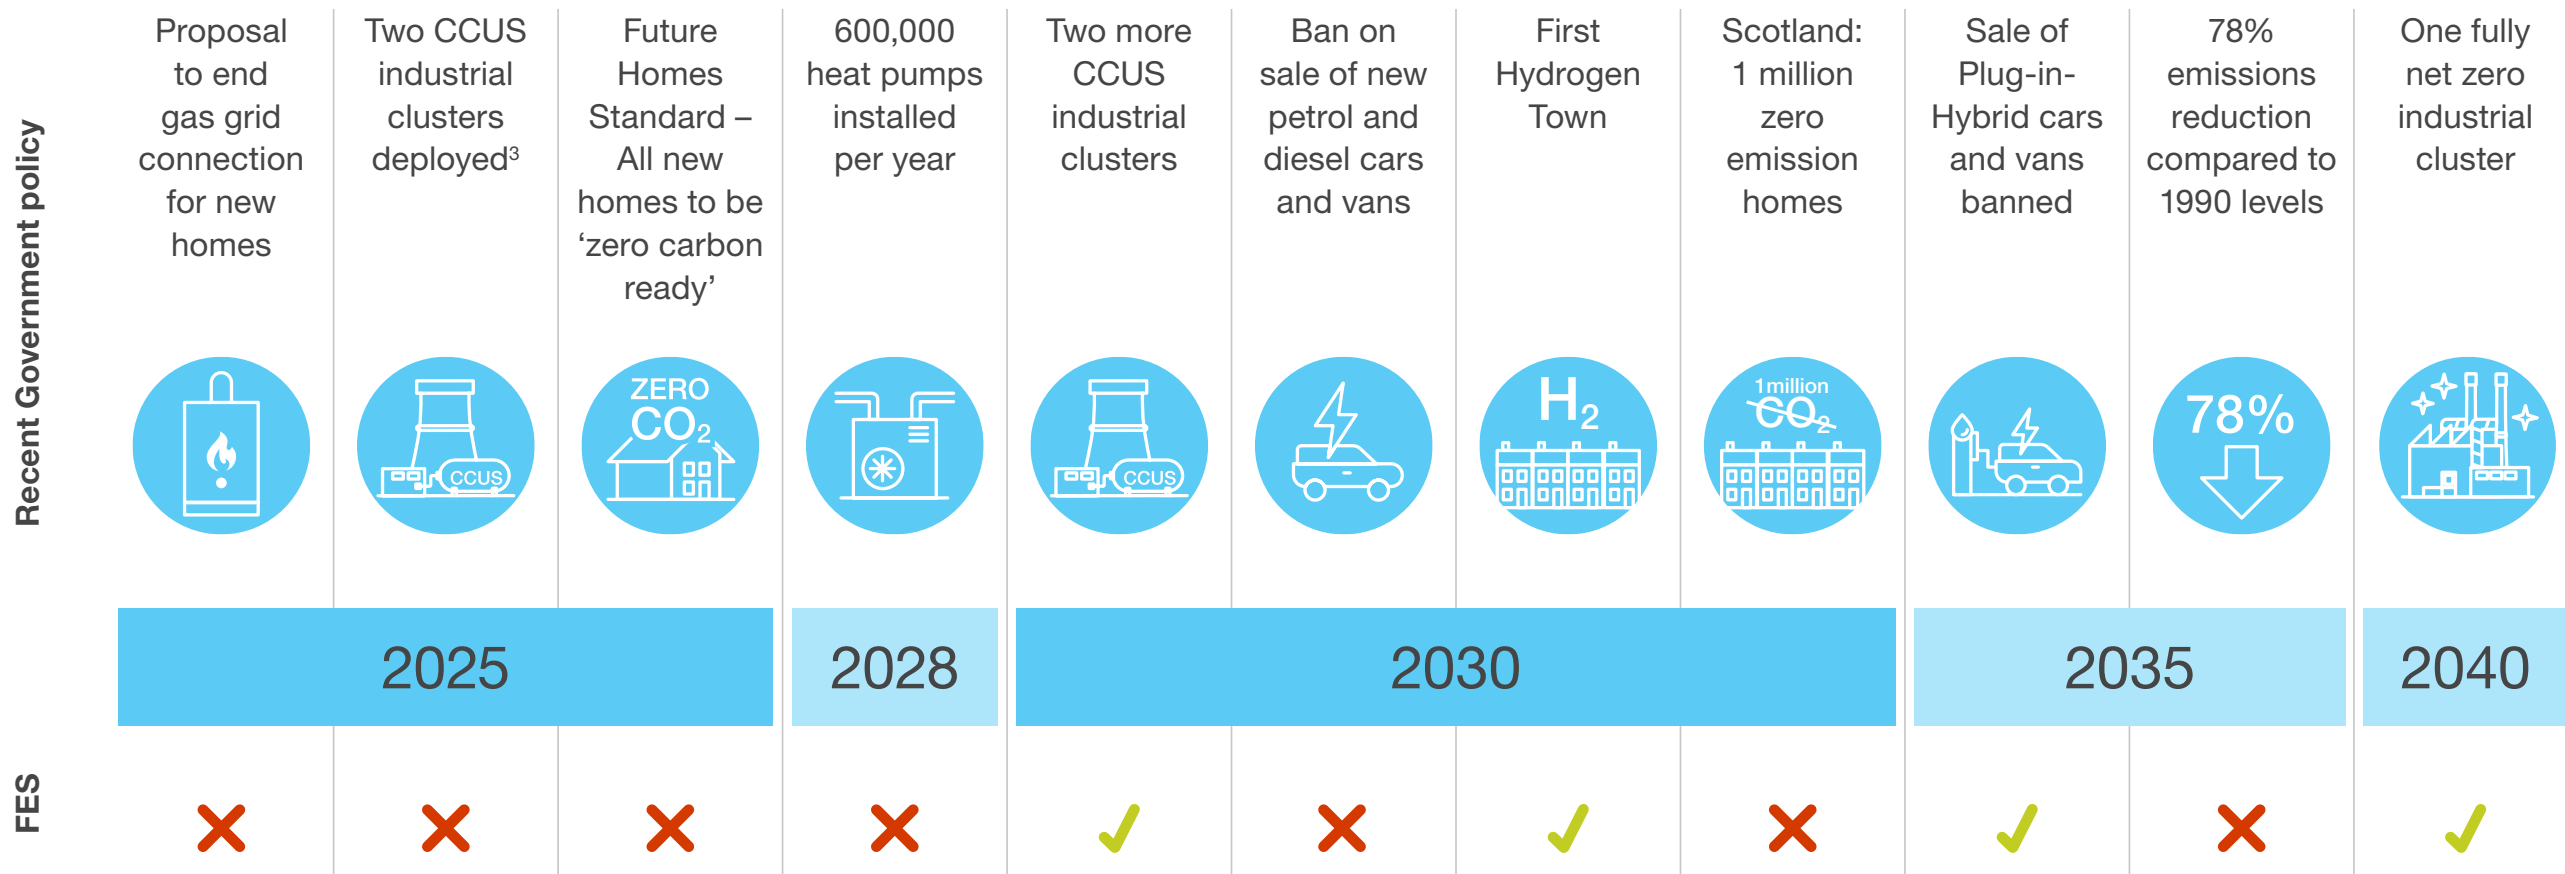 Recent Government policy
Proposal
to end
gas grid
connection
for new
homes
Two CCUS
industrial
clusters
deployed³
Future
Homes
Standard –
All new
homes to be
‘zero carbon
ready’
600,000
heat pumps
installed
per year
Two more
CCUS
industrial
clusters
Ban on
sale of new
petrol and
diesel cars
and vans
First
Hydrogen
Town
Scotland:
1 million
zero
emission
homes
Sale of
Plug-in-
Hybrid cars
and vans
banned
78%
emissions
reduction
compared to
1990 levels
One fully
net zero
industrial
cluster
CCUS
ZERO
CO₂
CCUS
H₂
1million
CO₂
78%
2025
2028
2030
2035
2040
FES